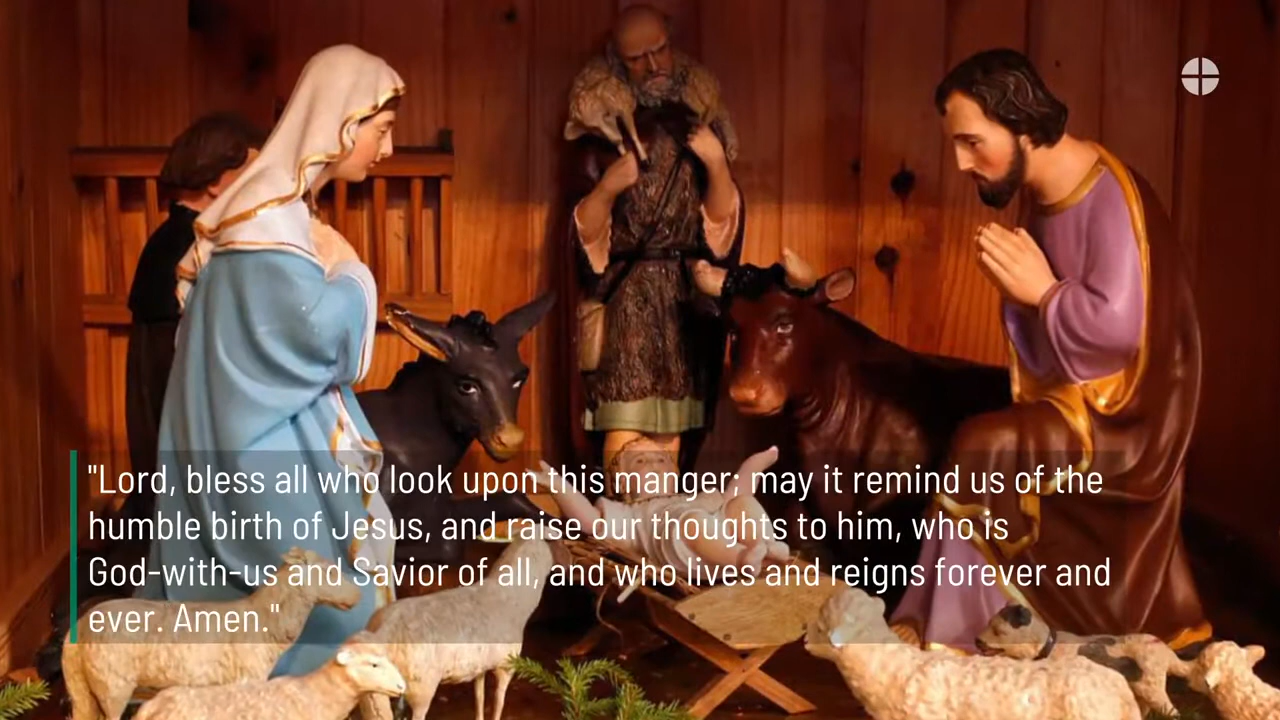 "Lord, bless all who look upon this manger; may it remind us of the
humble birth of Jesus, and raise our thoughts to him, who is
God-with-us and Savior of all, and who lives and reigns forever and
ever. Amen."